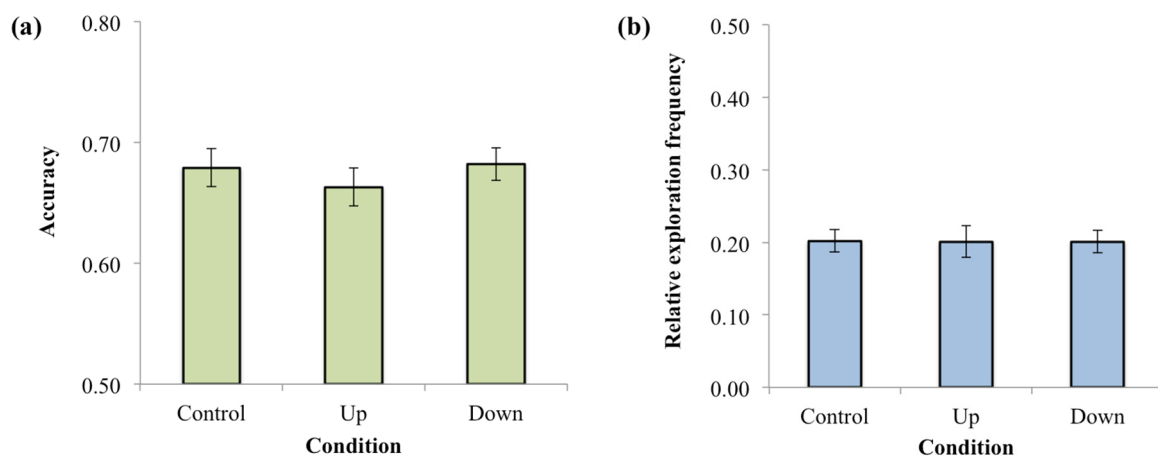 (a)
Accuracy
0.80
0.70
0.60
0.50
Control Up Down
Condition
(b)
Relative exploration frequency
0.50
0.40
0.30
0.20
0.10
0.00
Control Up Down
Condition